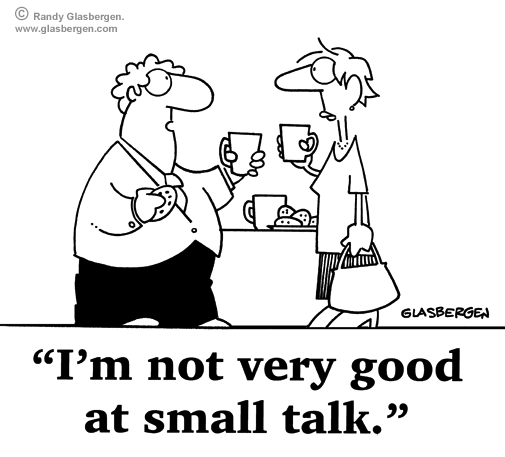 © Randy Glasbergen.
www.glasbergen.com
GLASBERGEN
“I’m not very good
at small talk.”